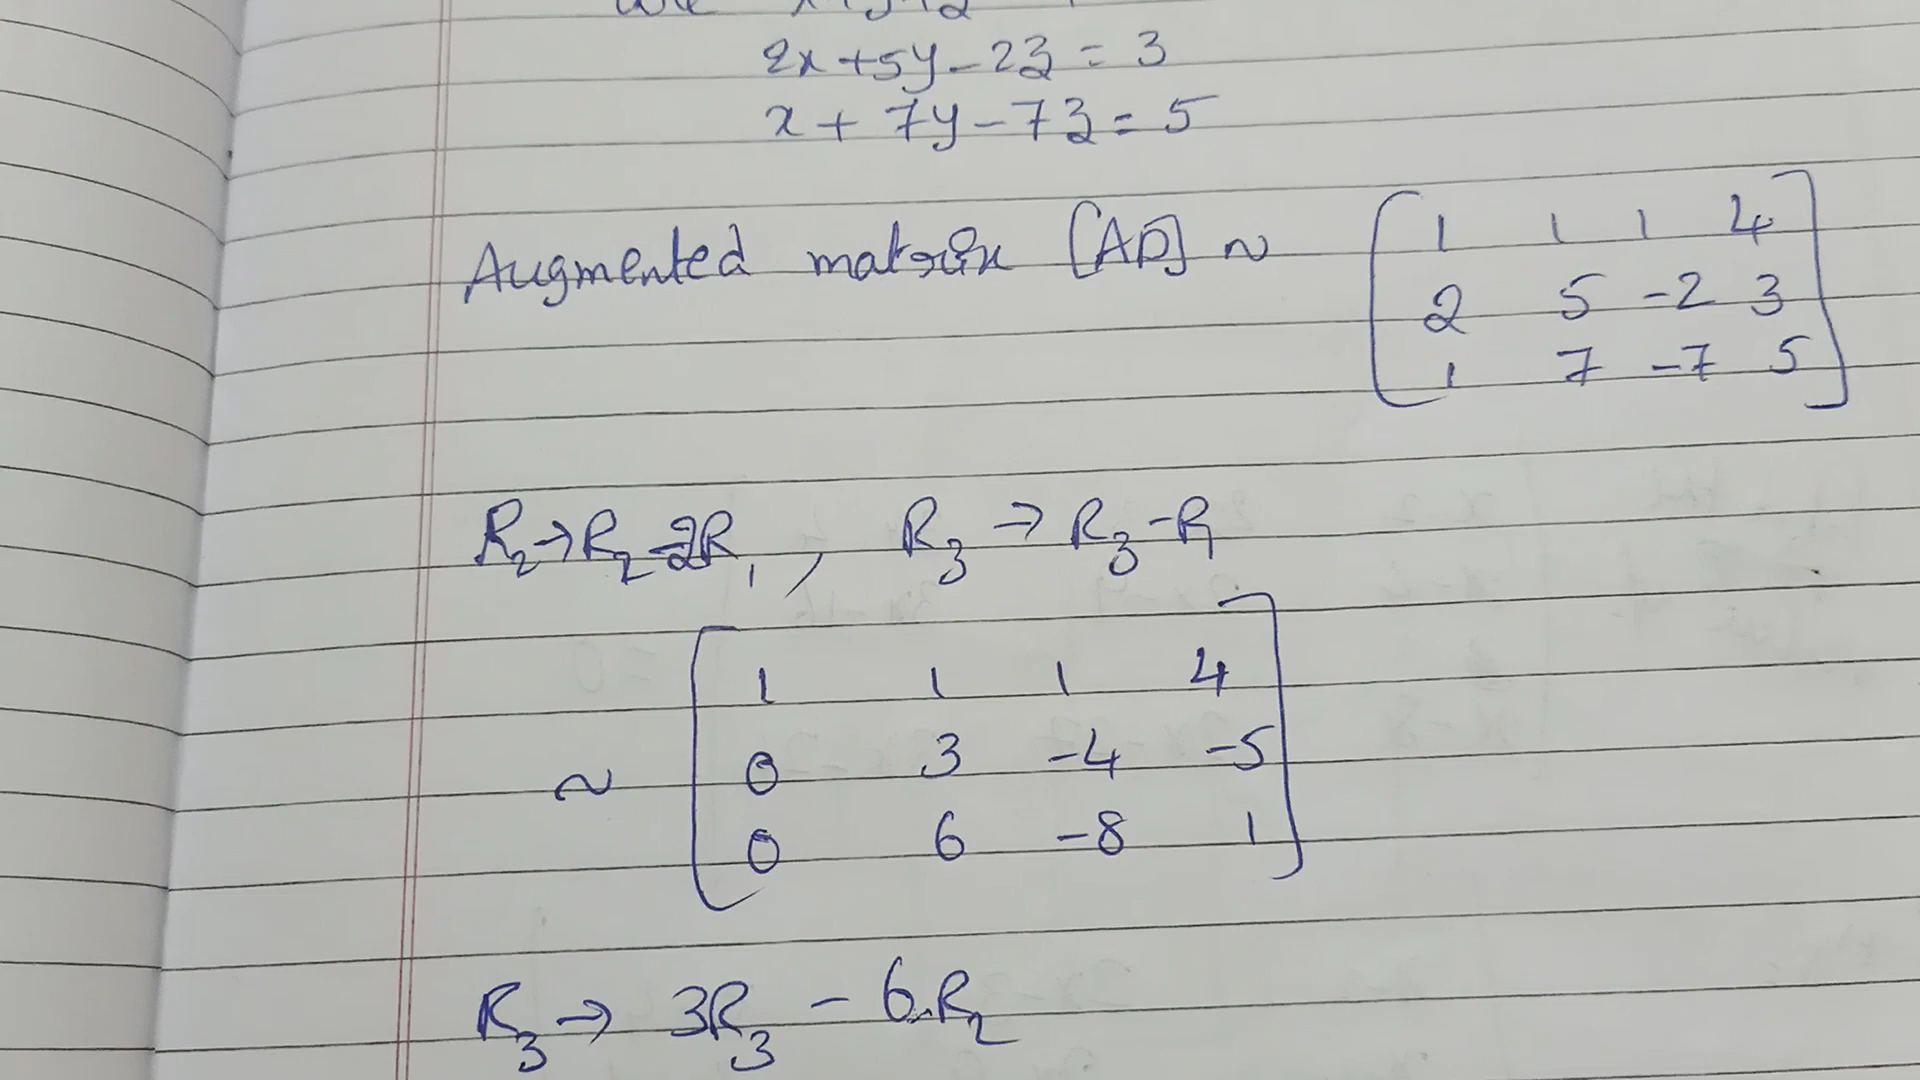 2x+5y-2z=3
x+7y-7z=5
Augmented matrix [AD] ~ [1 1 1 4
2 5 -2 3
1 7 -7 5]
R2→R2-2R1, R3→R3-R1
~ [1 1 1 4
0 3 -4 -5
0 6 -8 1]
R3→3R3-6R2